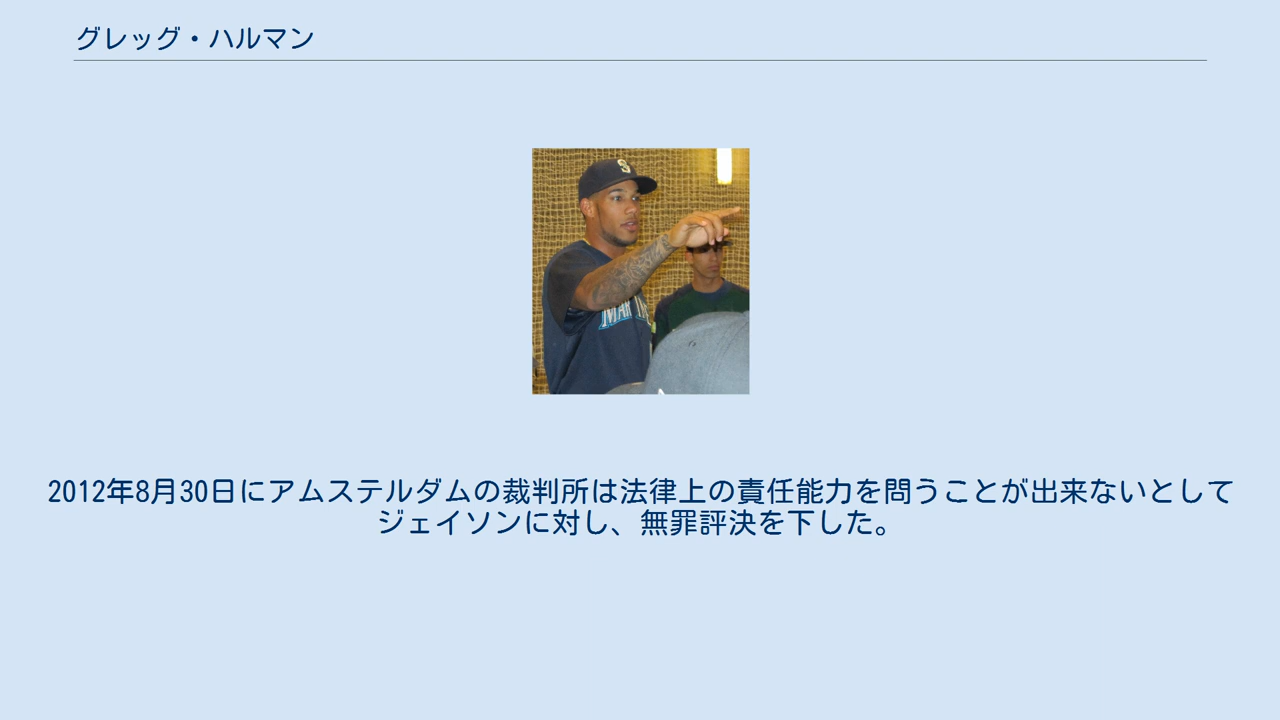 グレッグ・ハルマン
S
MAR
2012年8月30日にアムステルダムの裁判所は法律上の責任能力を問うことが出来ないとして
ジェイソンに対し、無罪評決を下した。